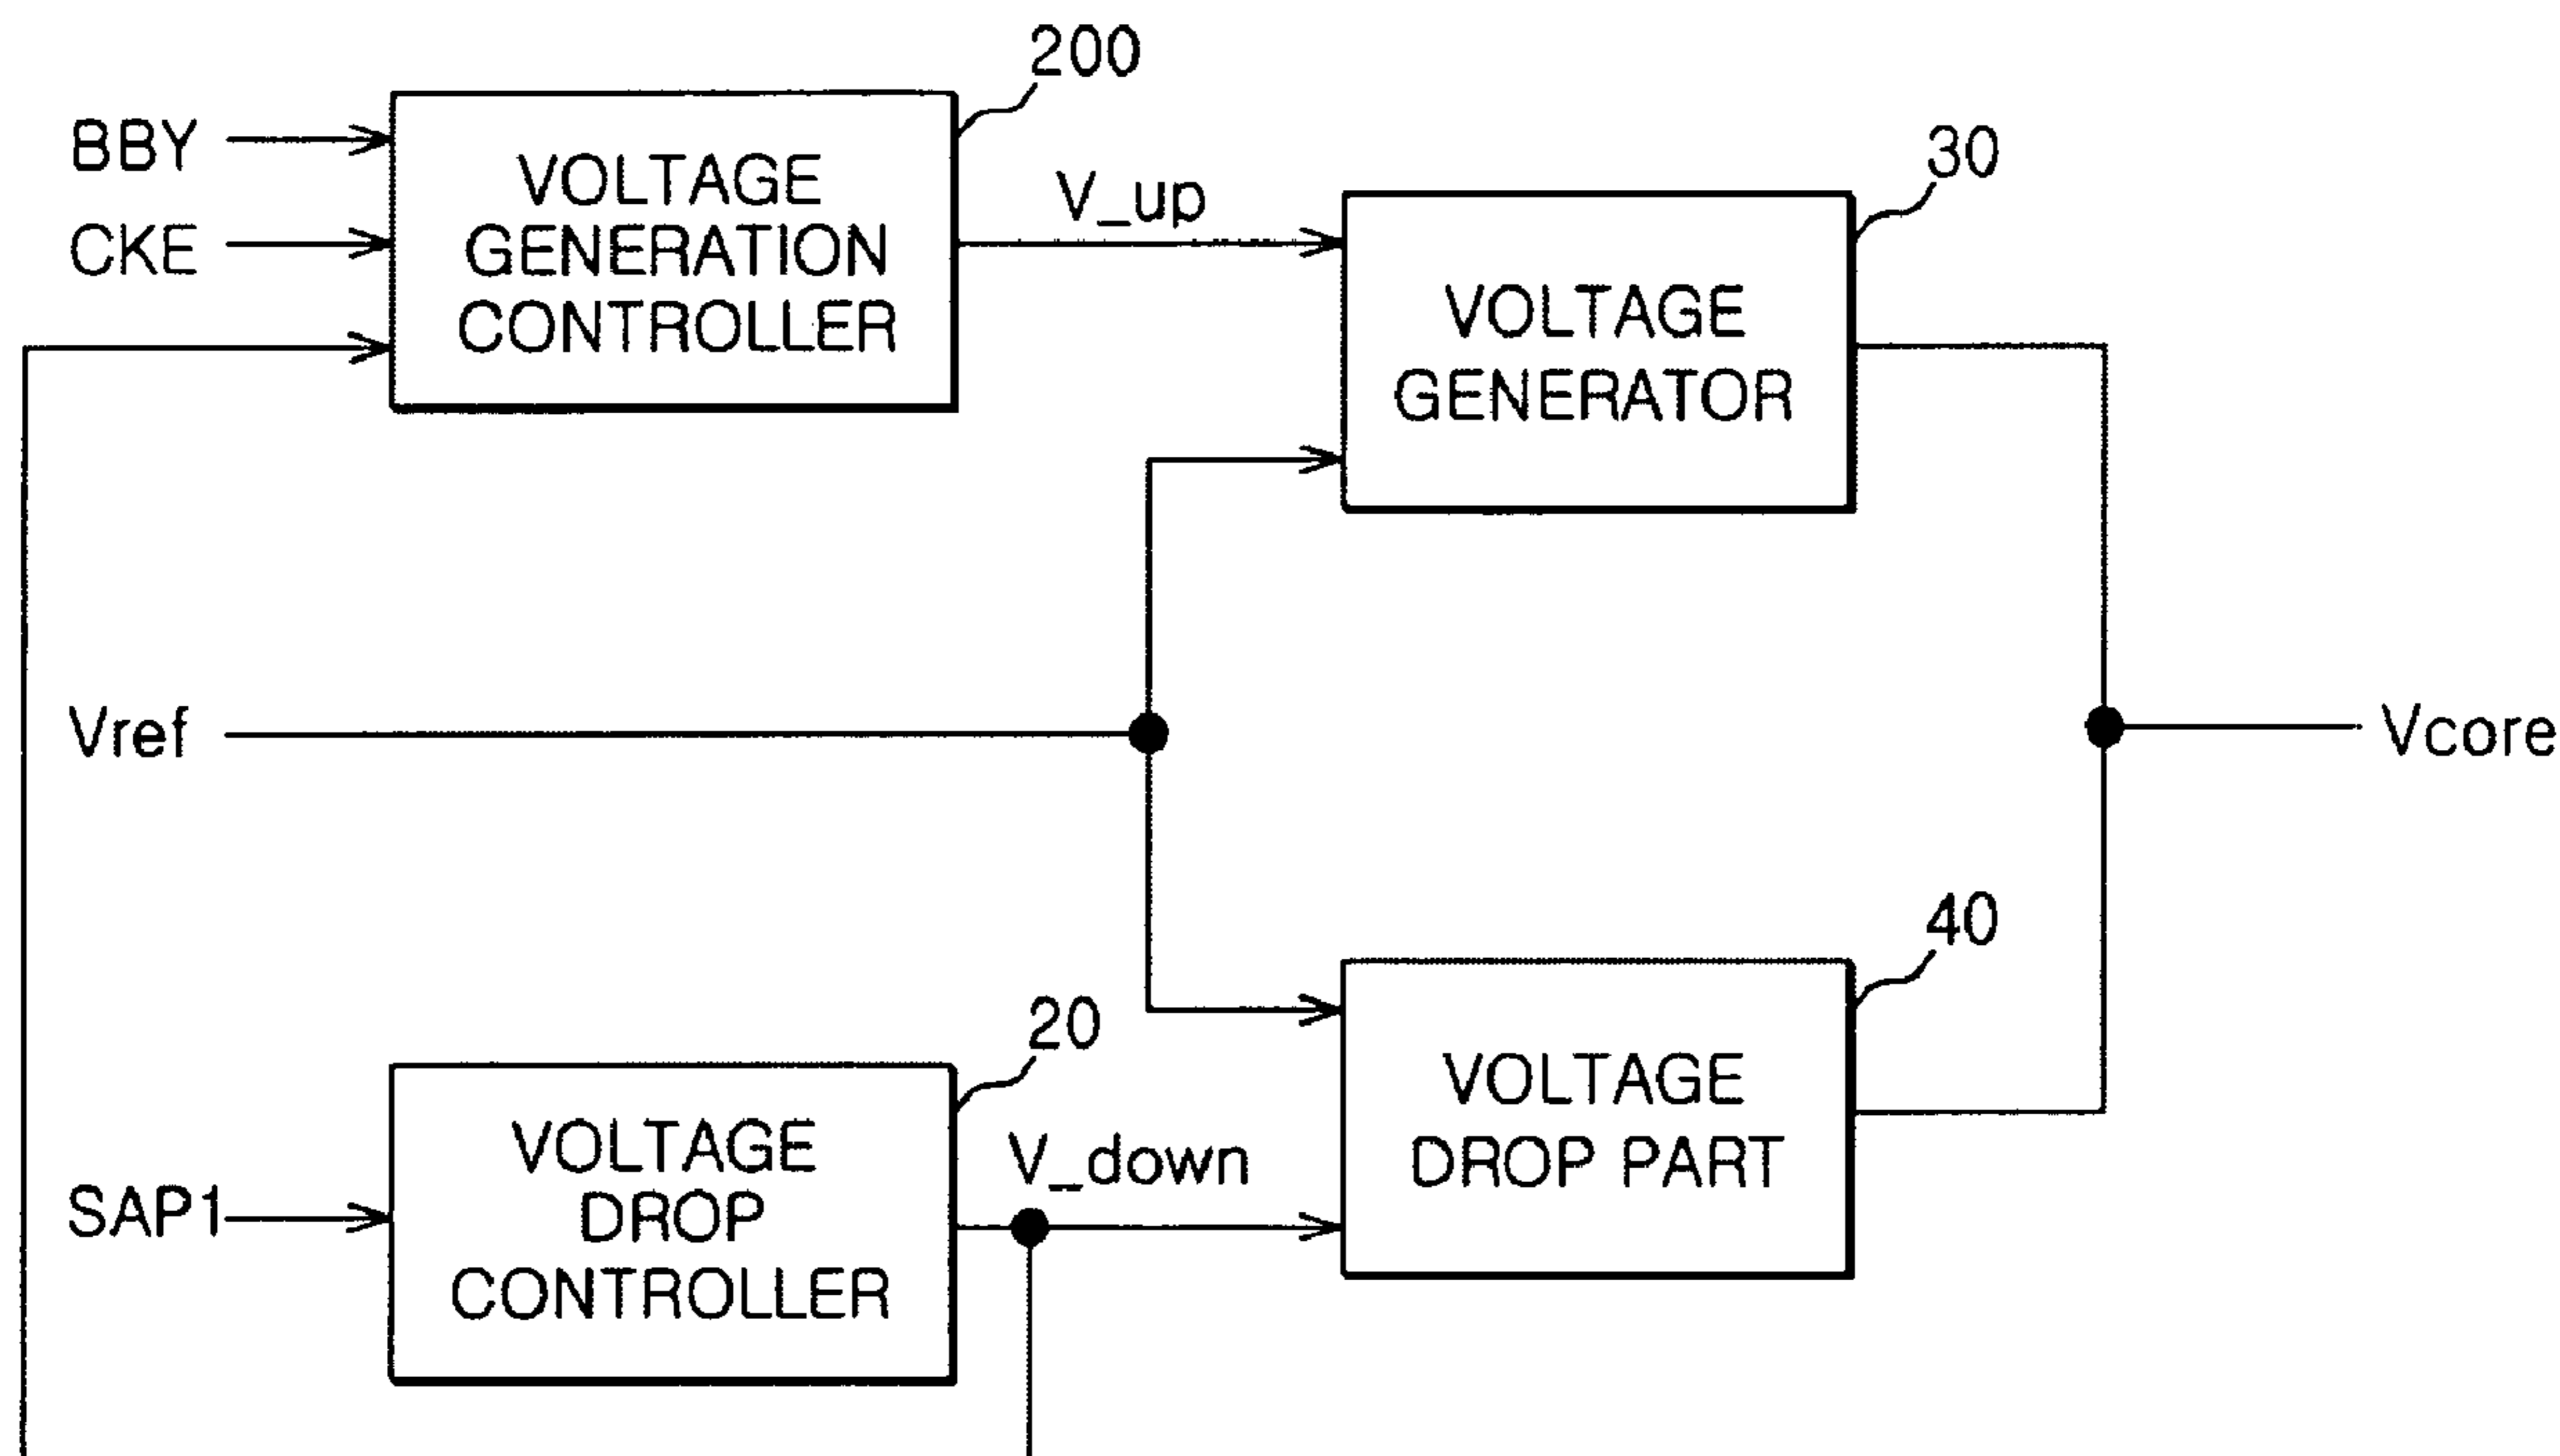 200
BBY
VOLTAGE
GENERATION
CONTROLLER
CKE
V_up
30
VOLTAGE
GENERATOR
Vref
Vcore
40
VOLTAGE
DROP PART
20
VOLTAGE
DROP
CONTROLLER
V_down
SAP1